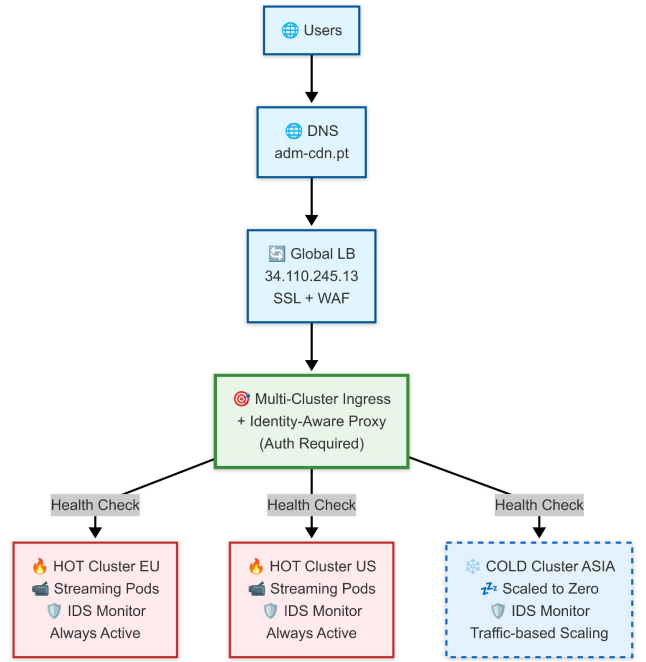 🌐 Users
🌐 DNS
adm-cdn.pt
🔄 Global LB
34.110.245.13
SSL + WAF
🎯 Multi-Cluster Ingress
+ Identity-Aware Proxy
(Auth Required)
Health Check
Health Check
Health Check
🔥 HOT Cluster EU
📹 Streaming Pods
🛡️ IDS Monitor
Always Active
🔥 HOT Cluster US
📹 Streaming Pods
🛡️ IDS Monitor
Always Active
❄️ COLD Cluster ASIA
💤 Scaled to Zero
🛡️ IDS Monitor
Traffic-based Scaling